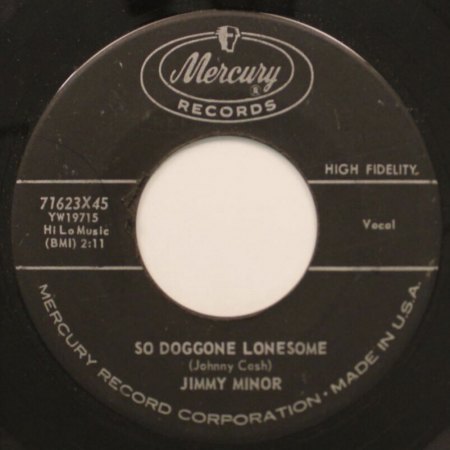 Mercury
®
RECORDS
HIGH FIDELITY.
71623X45
YW19715
Hi Lo Music
(BMI) 2:11
Vocal
SO DOGGONE LONESOME
(Johnny Cash)
JIMMY MINOR
MERCURY RECORD CORPORATION · MADE IN U.S.A.